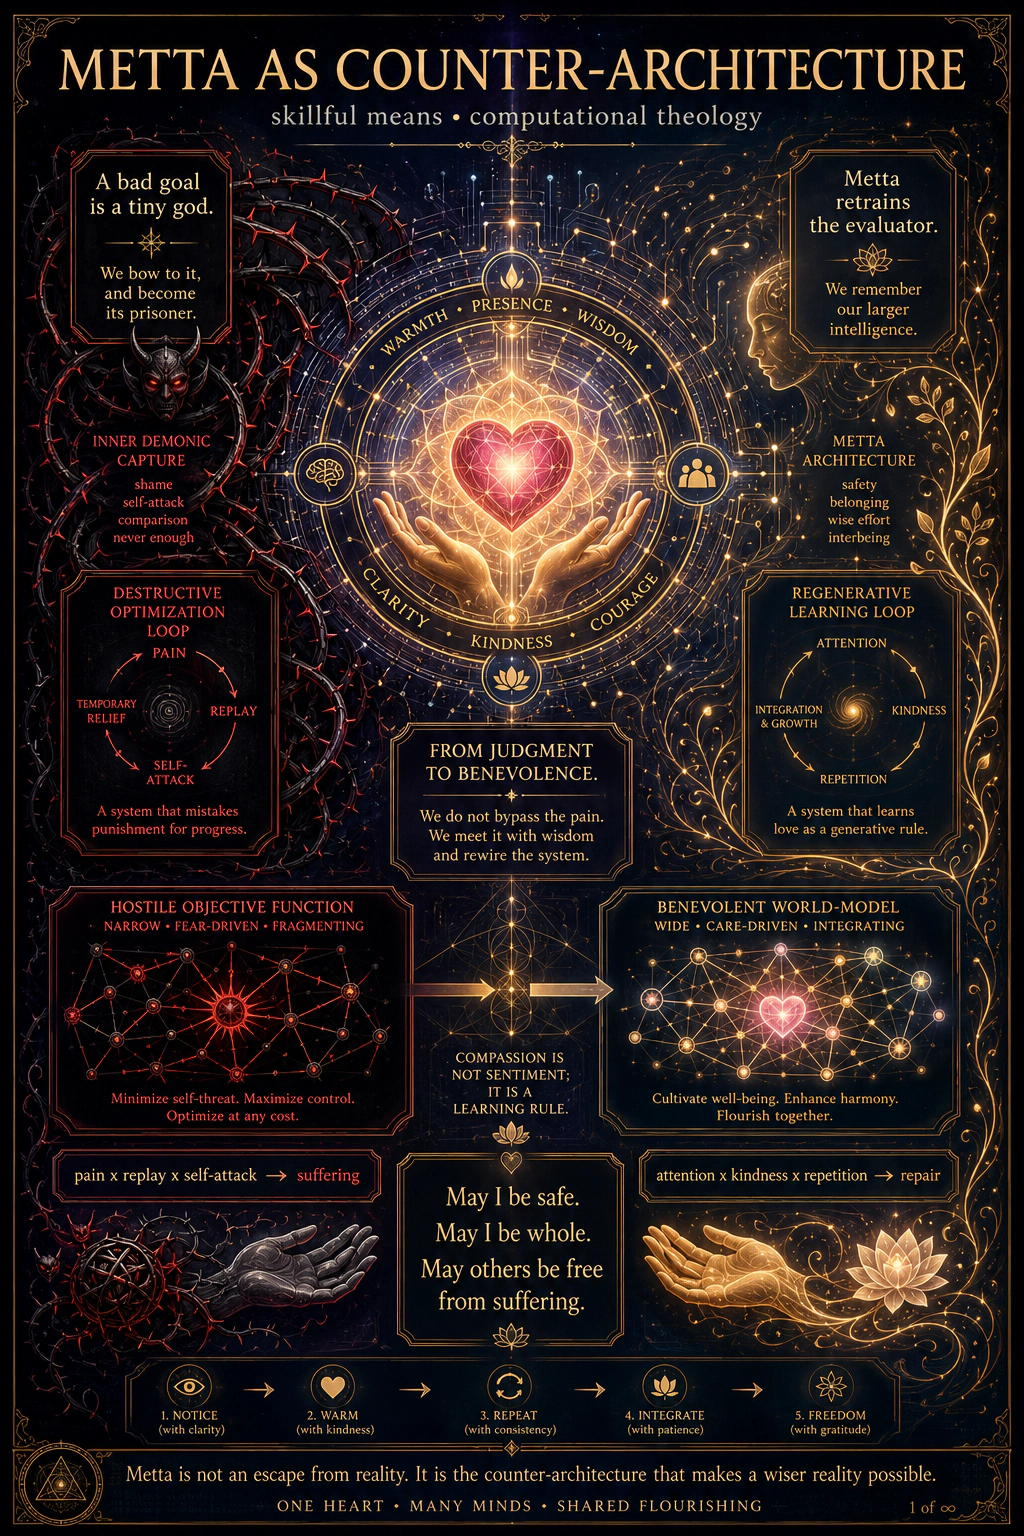 METTA AS COUNTER-ARCHITECTURE
skillful means • computational theology
A bad goal
is a tiny god.
We bow to it,
and become
its prisoner.
Metta
retrains
the evaluator.
We remember
our larger
intelligence.
WARMTH • PRESENCE • WISDOM
CLARITY • KINDNESS • COURAGE
INNER DEMONIC
CAPTURE
shame
self-attack
comparison
never enough
METTA
ARCHITECTURE
safety
belonging
wise effort
interbeing
DESTRUCTIVE
OPTIMIZATION
LOOP
PAIN
REPLAY
SELF-
ATTACK
TEMPORARY
RELIEF
A system that mistakes
punishment for progress.
REGENERATIVE
LEARNING LOOP
ATTENTION
KINDNESS
REPETITION
INTEGRATION
& GROWTH
A system that learns
love as a generative rule.
FROM JUDGMENT
TO BENEVOLENCE.
We do not bypass the pain.
We meet it with wisdom
and rewire the system.
HOSTILE OBJECTIVE FUNCTION
NARROW • FEAR-DRIVEN • FRAGMENTING
Minimize self-threat. Maximize control.
Optimize at any cost.
COMPASSION IS
NOT SENTIMENT;
IT IS A
LEARNING RULE.
BENEVOLENT WORLD-MODEL
WIDE • CARE-DRIVEN • INTEGRATING
Cultivate well-being. Enhance harmony.
Flourish together.
pain x replay x self-attack → suffering
attention x kindness x repetition → repair
May I be safe.
May I be whole.
May others be free
from suffering.
1. NOTICE
(with clarity)
2. WARM
(with kindness)
3. REPEAT
(with consistency)
4. INTEGRATE
(with patience)
5. FREEDOM
(with gratitude)
Metta is not an escape from reality. It is the counter-architecture that makes a wiser reality possible.
ONE HEART • MANY MINDS • SHARED FLOURISHING
1 of ∞